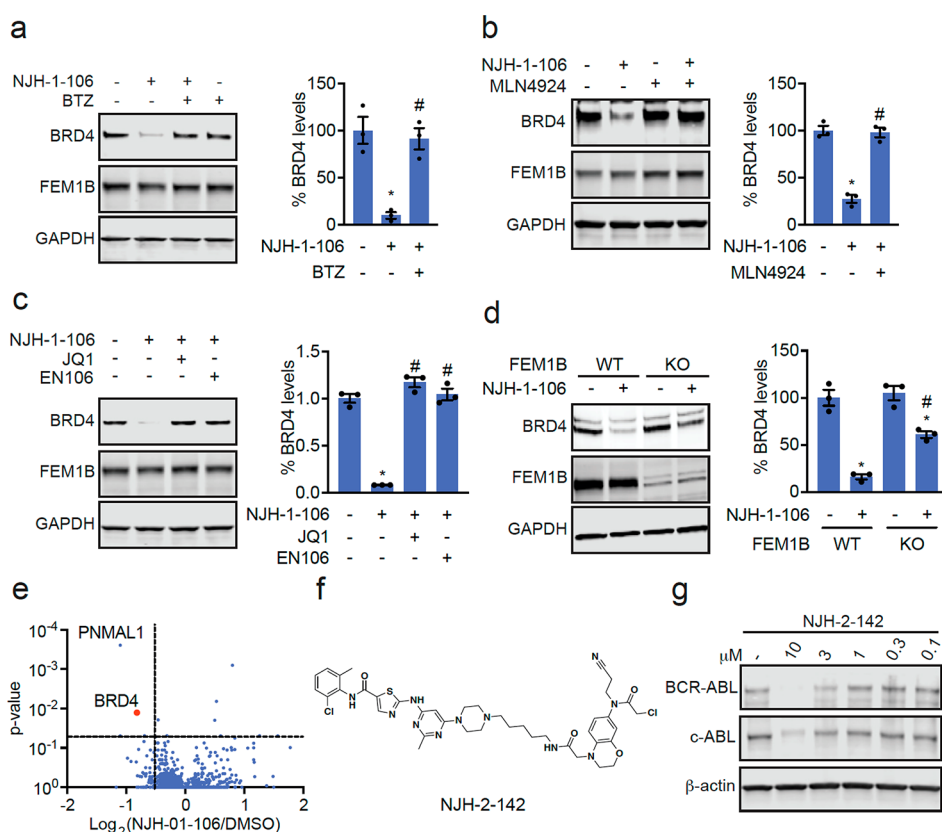 a
NJH-1-106 - + + -
BTZ - - + +
BRD4
FEM1B
GAPDH
% BRD4 levels
150
100
50
0
*
#
NJH-1-106 - + +
BTZ - - +
b
NJH-1-106 - + - +
MLN4924 - - + +
BRD4
FEM1B
GAPDH
% BRD4 levels
150
100
50
0
*
#
NJH-1-106 - + +
MLN4924 - - +
c
NJH-1-106 - + + +
JQ1 - - + -
EN106 - - - +
BRD4
FEM1B
GAPDH
% BRD4 levels
1.5
1.0
0.5
0.0
*
#
#
NJH-1-106 - + + +
JQ1 - - + -
EN106 - - - +
d
FEM1B WT KO
NJH-1-106 - + - +
BRD4
FEM1B
GAPDH
% BRD4 levels
150
100
50
0
*
#
*
NJH-1-106 - + - +
FEM1B WT KO
e
p-value
10-4
10-3
10-2
10-1
100
PNMAL1
BRD4
-2 -1 0 1 2
Log2(NJH-01-106/DMSO)
f
N
N
O
Cl
O
N
H
Cl
S
N
H
N
N
N
N
N
HN
O
N
O
NJH-2-142
g
NJH-2-142
μM - 10 3 1 0.3 0.1
BCR-ABL
c-ABL
β-actin